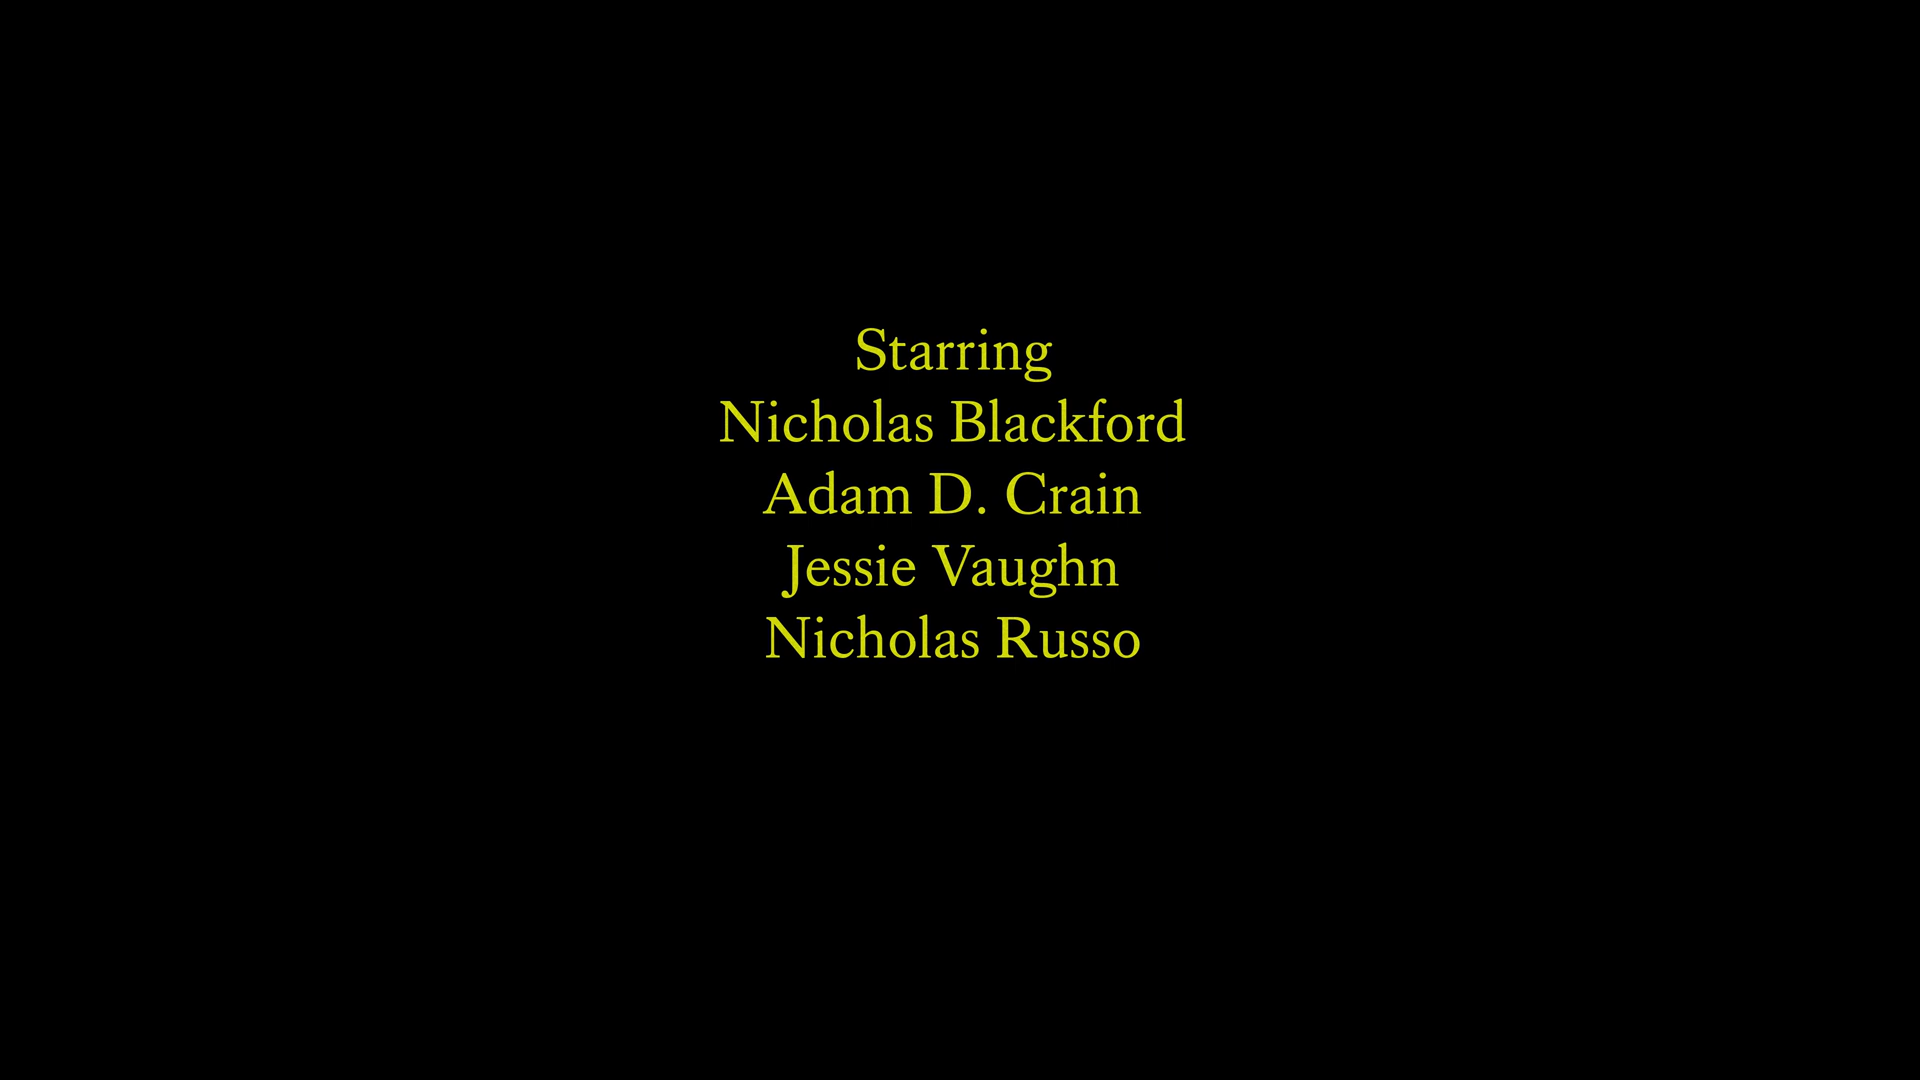 Starring
Nicholas Blackford
Adam D. Crain
Jessie Vaughn
Nicholas Russo